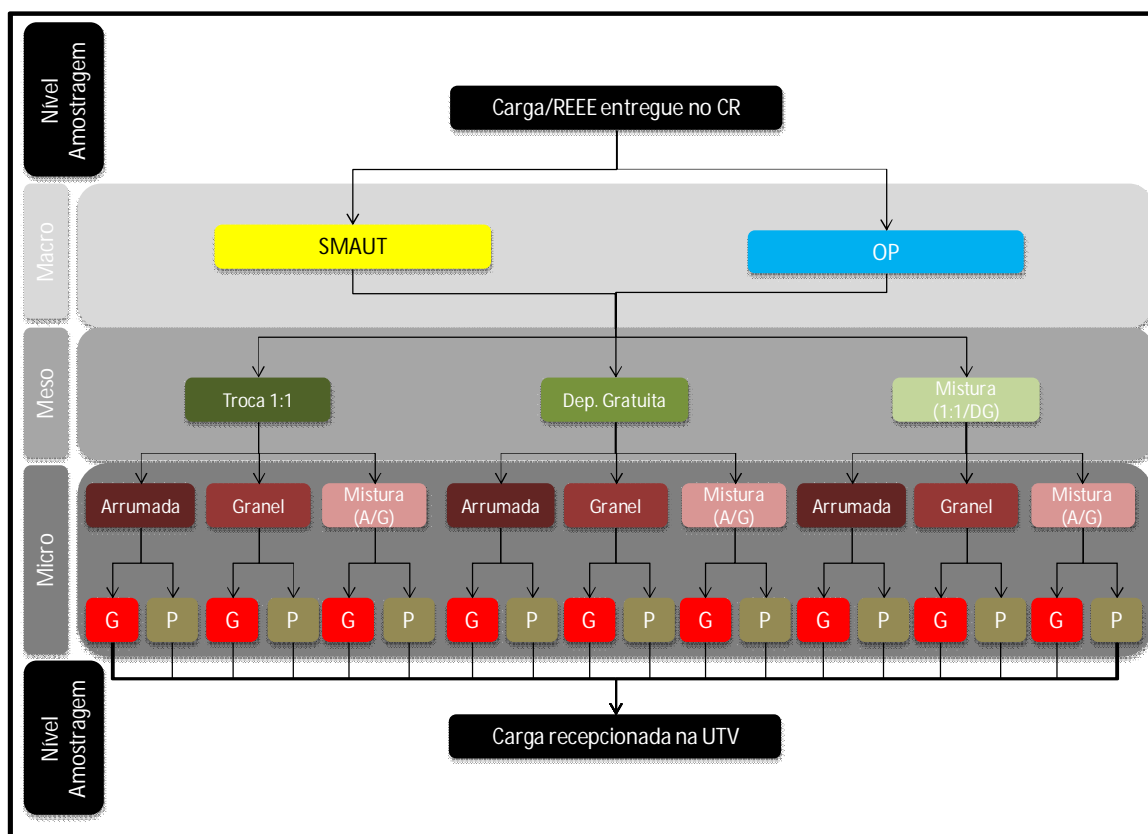 Nível
Amostragem
Carga/REEE entregue no CR
Macro
SMAUT
OP
Meso
Troca 1:1
Dep. Gratuita
Mistura
(1:1/DG)
Micro
Arrumada
Granel
Mistura
(A/G)
Arrumada
Granel
Mistura
(A/G)
Arrumada
Granel
Mistura
(A/G)
G P G P G P G P G P G P G P G P G P
Nível
Amostragem
Carga recepcionada na UTV